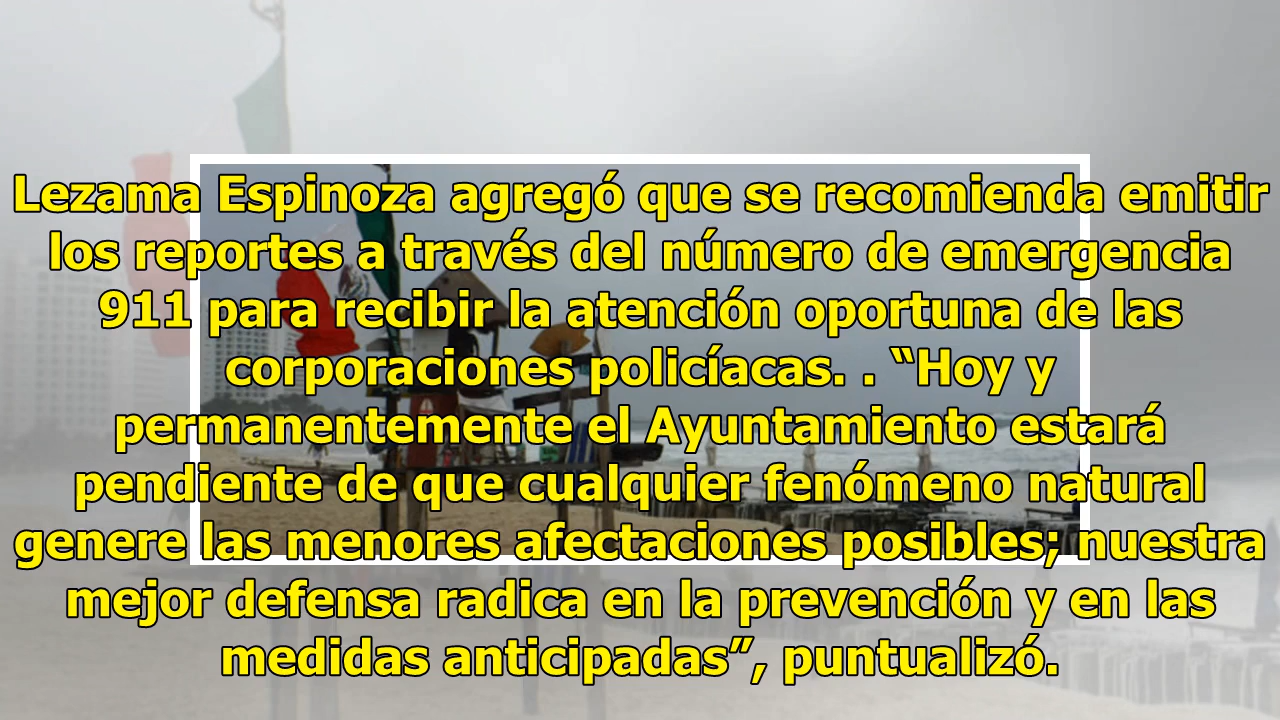 Lezama Espinoza agregó que se recomienda emitir
los reportes a través del número de emergencia
911 para recibir la atención oportuna de las
corporaciones policíacas. . “Hoy y
permanentemente el Ayuntamiento estará
pendiente de que cualquier fenómeno natural
genere las menores afectaciones posibles; nuestra
mejor defensa radica en la prevención y en las
medidas anticipadas”, puntualizó.